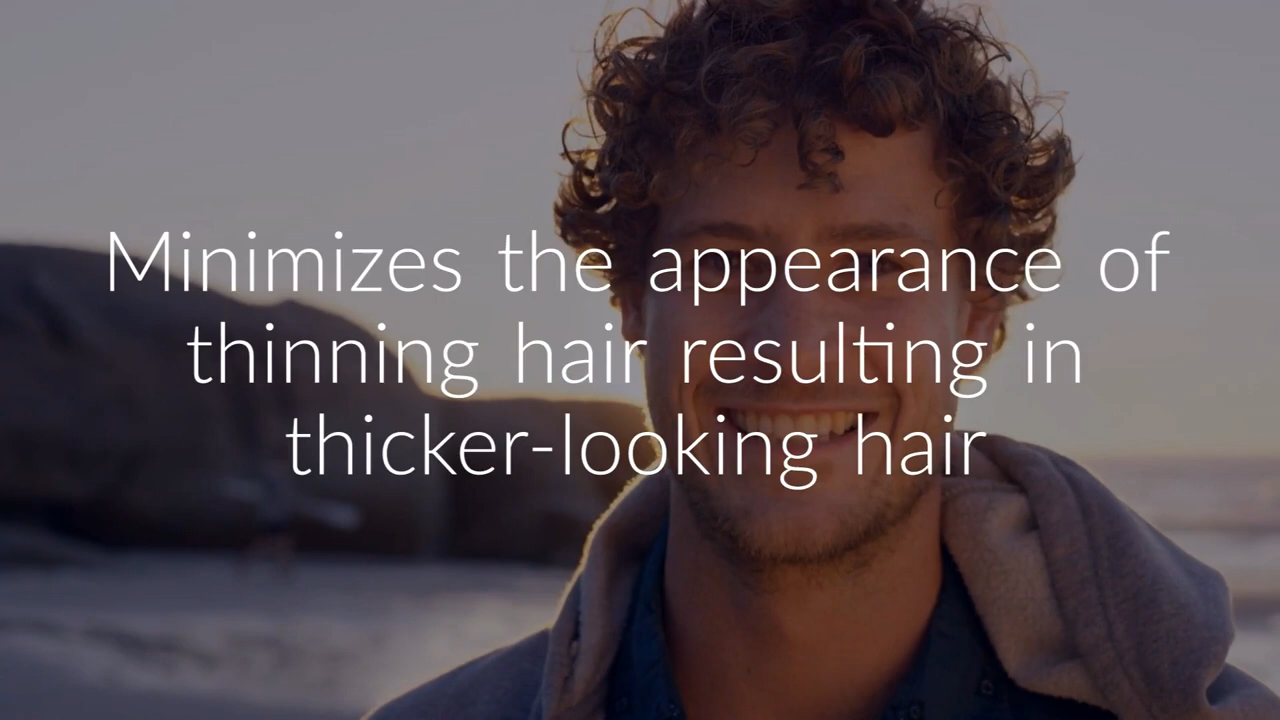 Minimizes the appearance of
thinning hair resulting in
thicker-looking hair